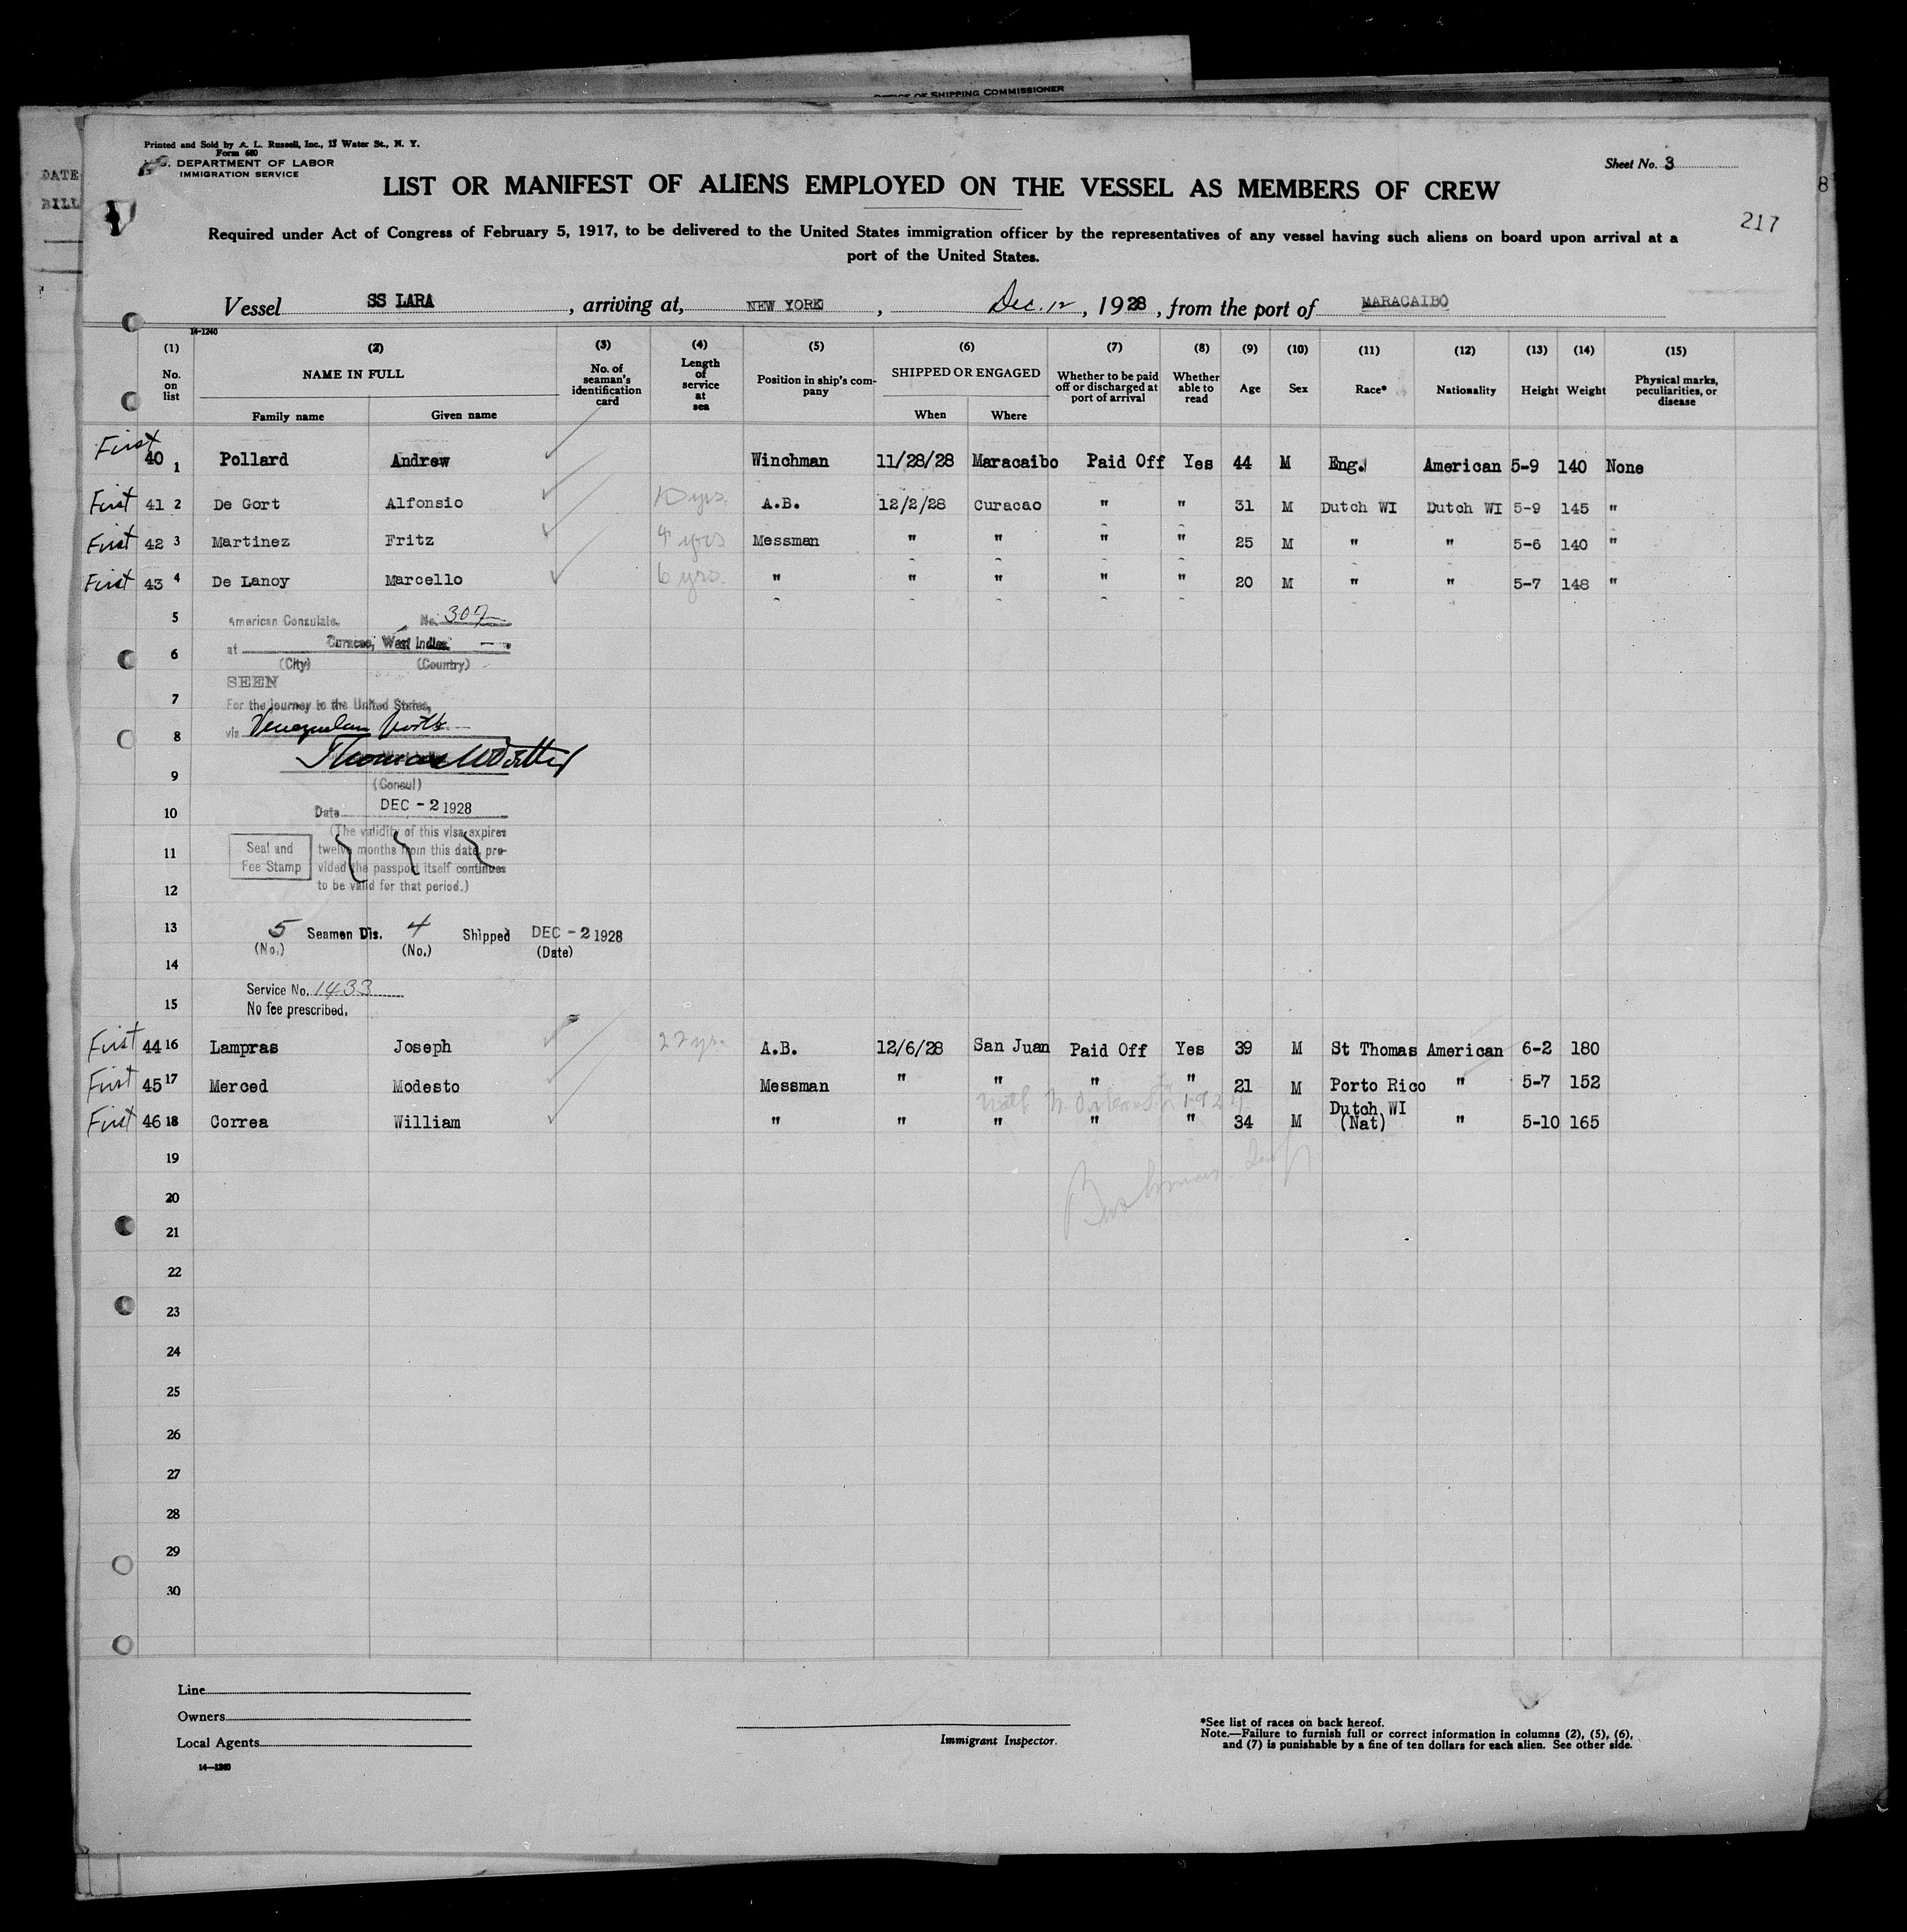 OFFICE OF SHIPPING COMMISSIONER
DATE
BILL
8
Printed and Sold by A. L. Russell, Inc., 13 Water St., N. Y.
Form 680
U.S. DEPARTMENT OF LABOR
IMMIGRATION SERVICE
Sheet No. 3
217
LIST OR MANIFEST OF ALIENS EMPLOYED ON THE VESSEL AS MEMBERS OF CREW
Required under Act of Congress of February 5, 1917, to be delivered to the United States immigration officer by the representatives of any vessel having such aliens on board upon arrival at a
port of the United States.
Vessel SS LARA, arriving at, NEW YORK, Dec. 12, 1928, from the port of MARACAIBO
14-1240
(1) No. on list (2) NAME IN FULL Family name Given name (3) No. of seaman's identification card (4) Length of service at sea (5) Position in ship's company (6) SHIPPED OR ENGAGED When Where (7) Whether to be paid off or discharged at port of arrival (8) Whether able to read (9) Age (10) Sex (11) Race* (12) Nationality (13) Height (14) Weight (15) Physical marks, peculiarities, or disease
First 40 1 Pollard Andrew Winchman 11/28/28 Maracaibo Paid Off Yes 44 M Eng. American 5-9 140 None
First 41 2 De Gort Alfonsio 10 yrs. A.B. 12/2/28 Curacao " " 31 M Dutch WI Dutch WI 5-9 145 "
First 42 3 Martinez Fritz 4 yrs Messman " " " " 25 M " " 5-6 140 "
First 43 4 De Lanoy Marcello 6 yrs. " " " " " 20 M " " 5-7 148 "
5 American Consulate, No. 307
6 at Curacao, West Indies.
(City) (Country)
SEEN
7 For the journey to the United States,
8 via Venezuelan Ports
9
(Consul)
10 Date DEC - 2 1928
(The validity of this visa expires
11 Seal and Fee Stamp twelve months from this date, pro-
vided the passport itself continues
12 to be valid for that period.)
13 5 Seamen Dis. 4 Shipped DEC - 2 1928
(No.) (No.) (Date)
14
Service No. 1433
15 No fee prescribed.
First 44 16 Lampras Joseph 22 yrs. A.B. 12/6/28 San Juan Paid Off Yes 39 M St Thomas American 6-2 180
First 45 17 Merced Modesto Messman " " " " 21 M Porto Rico " 5-7 152
First 46 18 Correa William " " " " " 34 M Dutch WI (Nat) " 5-10 165
19
20
21
22
23
24
25
26
27
28
29
30
Line
Owners
Local Agents
14-1240
Immigrant Inspector.
*See list of races on back hereof.
Note.—Failure to furnish full or correct information in columns (2), (5), (6),
and (7) is punishable by a fine of ten dollars for each alien. See other side.